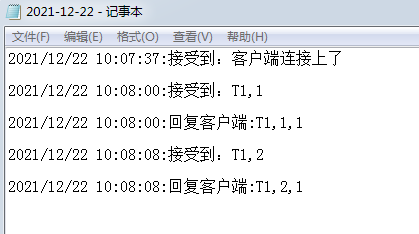 2021-12-22 - 记事本
文件(F) 编辑(E) 格式(O) 查看(V) 帮助(H)
2021/12/22 10:07:37:接受到：客户端连接上了
2021/12/22 10:08:00:接受到：T1,1
2021/12/22 10:08:00:回复客户端:T1,1,1
2021/12/22 10:08:08:接受到：T1,2
2021/12/22 10:08:08:回复客户端:T1,2,1